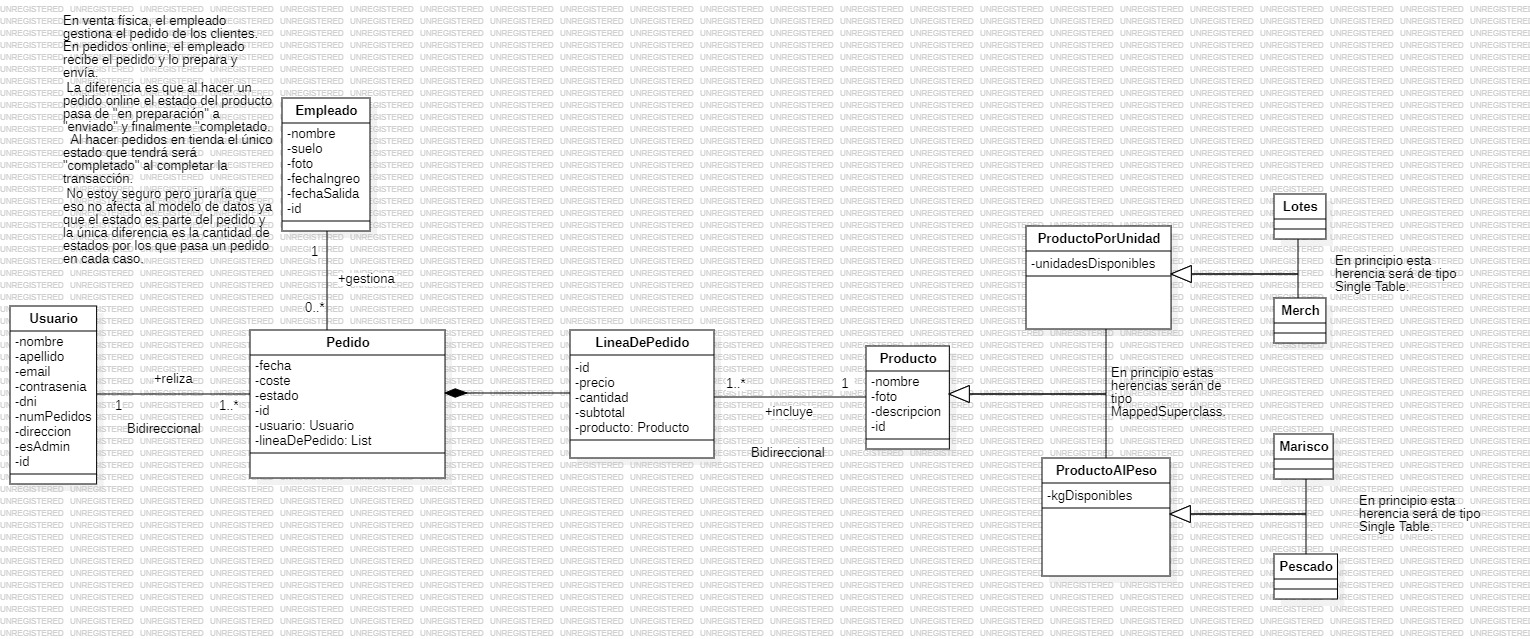 En venta física, el empleado
gestiona el pedido de los clientes.
En pedidos online, el empleado
recibe el pedido y lo prepara y
envía.
La diferencia es que al hacer un
pedido online el estado del producto
pasa de "en preparación" a
"enviado" y finalmente "completado.
Al hacer pedidos en tienda el único
estado que tendrá será
"completado" al completar la
transacción.
No estoy seguro pero juraría que
eso no afecta al modelo de datos ya
que el estado es parte del pedido y
la única diferencia es la cantidad de
estados por los que pasa un pedido
en cada caso.
Empleado
-nombre
-suelo
-foto
-fechaIngreo
-fechaSalida
-id
1
+gestiona
0..*
Usuario
-nombre
-apellido
-email
-contrasenia
-dni
-numPedidos
-direccion
-esAdmin
-id
+reliza
1
1..*
Bidireccional
Pedido
-fecha
-coste
-estado
-id
-usuario: Usuario
-lineaDePedido: List
LineaDePedido
-id
-precio
-cantidad
-subtotal
-producto: Producto
1..*
1
+incluye
Bidireccional
Producto
-nombre
-foto
-descripcion
-id
ProductoPorUnidad
-unidadesDisponibles
En principio estas
herencias serán de
tipo
MappedSuperclass.
ProductoAlPeso
-kgDisponibles
Lotes
En principio esta
herencia será de tipo
Single Table.
Merch
Marisco
En principio esta
herencia será de tipo
Single Table.
Pescado
UNREGISTERED